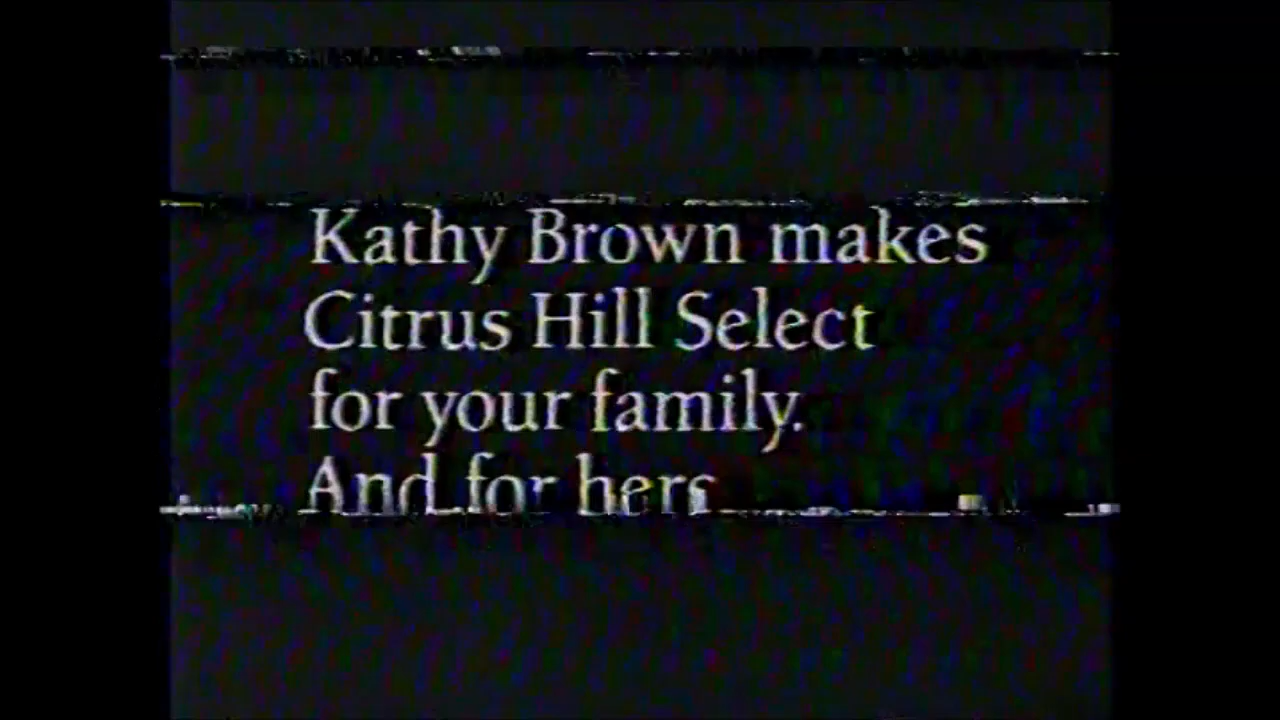 Kathy Brown makes
Citrus Hill Select
for your family.
And for hers